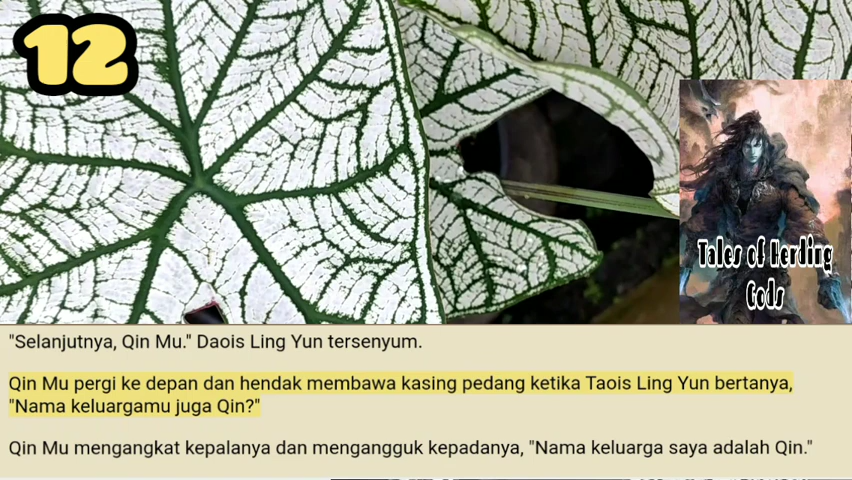 12
Tales of Herding
Gods
"Selanjutnya, Qin Mu." Daois Ling Yun tersenyum.
Qin Mu pergi ke depan dan hendak membawa kasing pedang ketika Taois Ling Yun bertanya,
"Nama keluargamu juga Qin?"
Qin Mu mengangkat kepalanya dan mengangguk kepadanya, "Nama keluarga saya adalah Qin."